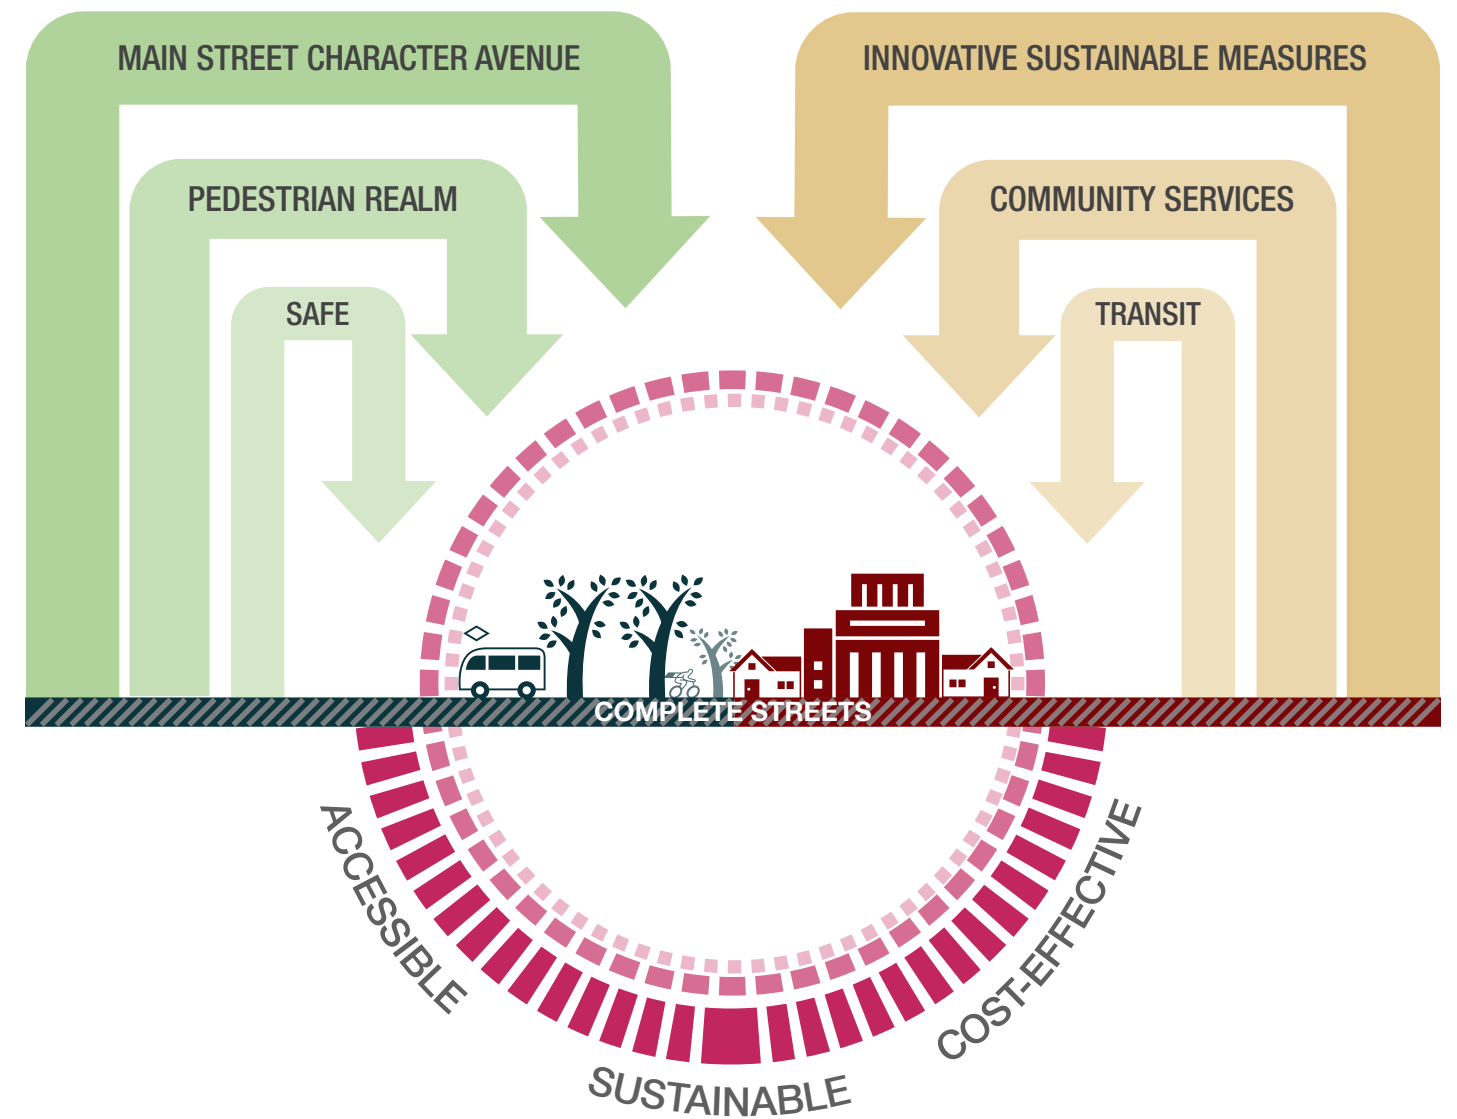 MAIN STREET CHARACTER AVENUE
INNOVATIVE SUSTAINABLE MEASURES
PEDESTRIAN REALM
COMMUNITY SERVICES
SAFE
TRANSIT
COMPLETE STREETS
ACCESSIBLE
COST-EFFECTIVE
SUSTAINABLE